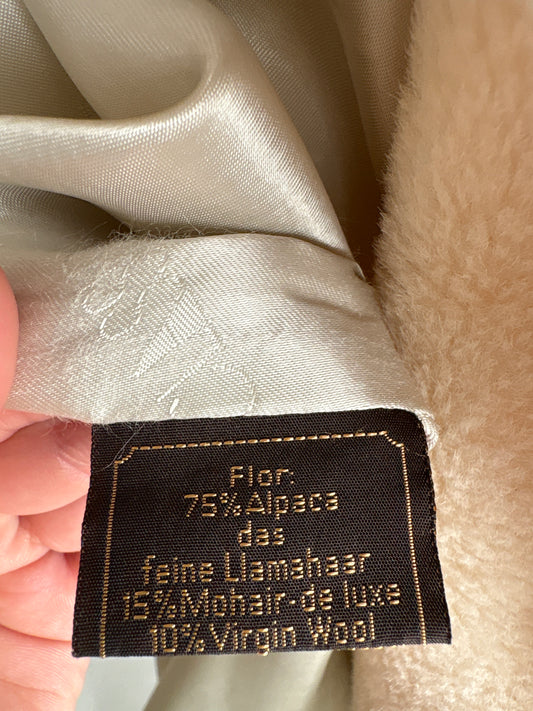 Flor:
75% Alpaca
das
feine Llamahaar
15% Mohair-de luxe
10% Virgin Wool